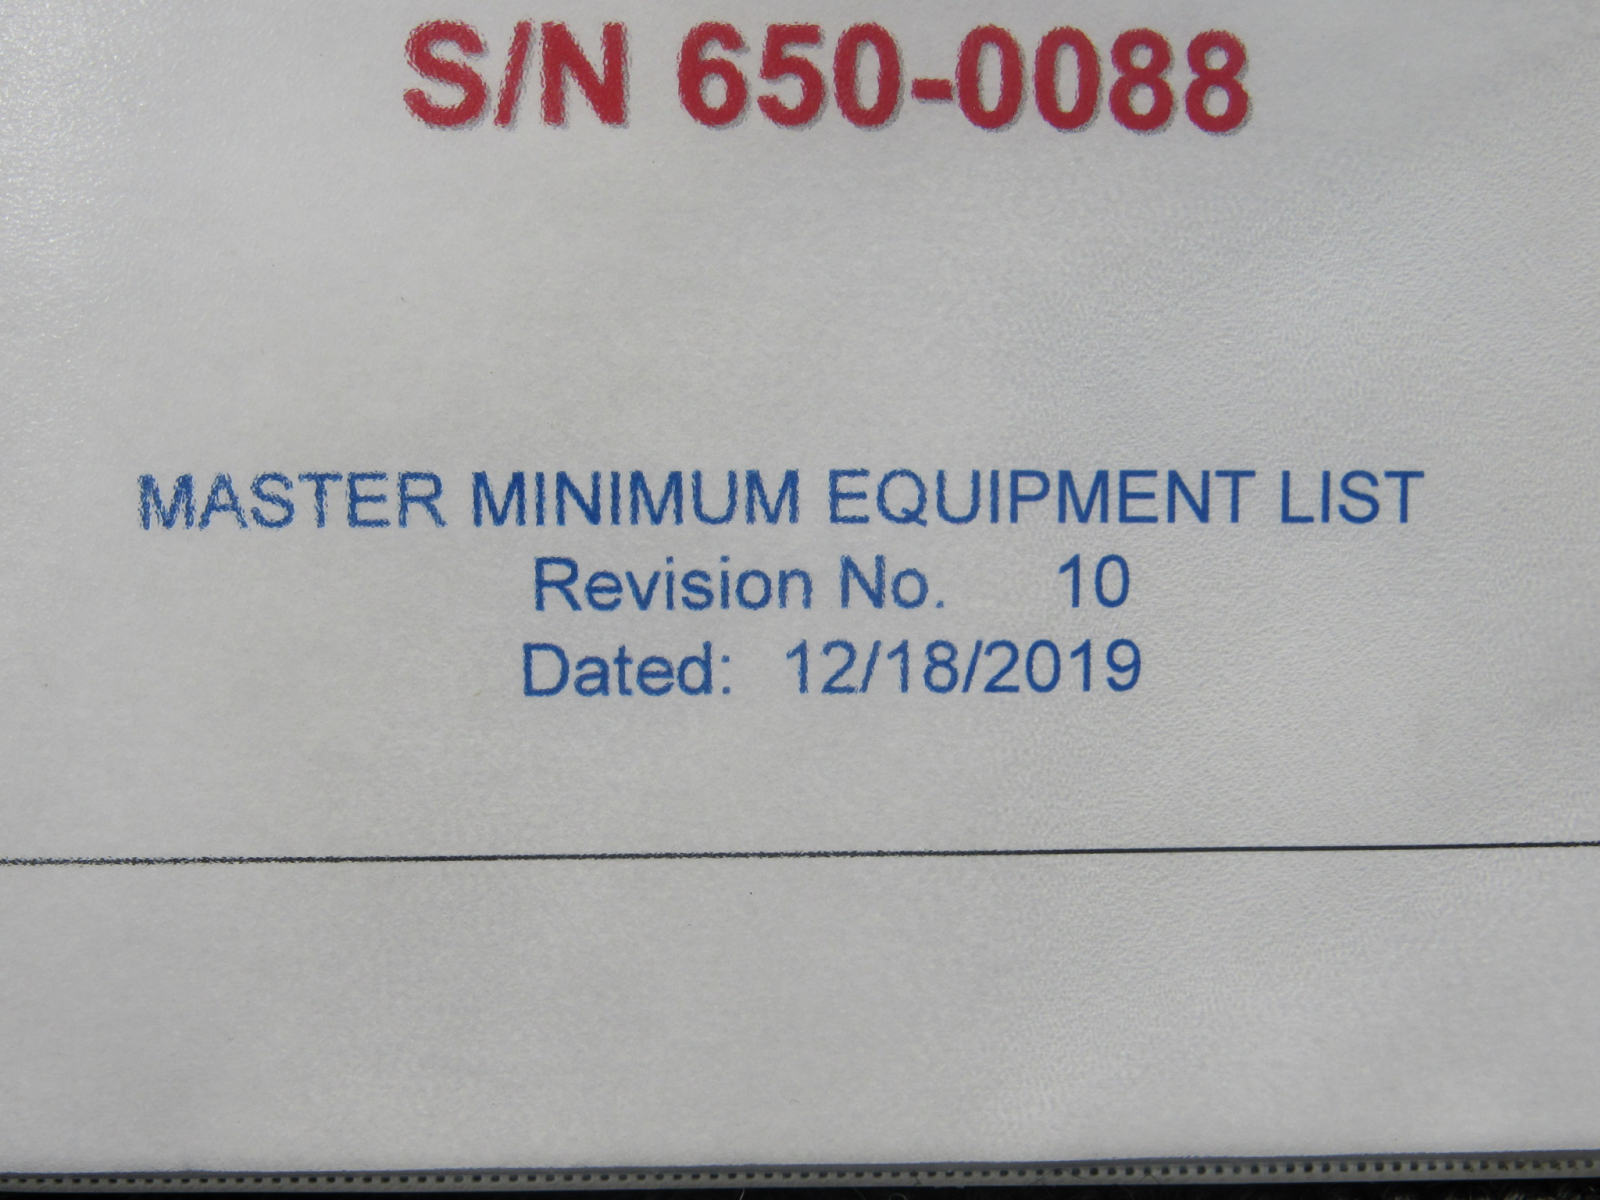 S/N 650-0088
MASTER MINIMUM EQUIPMENT LIST
Revision No. 10
Dated: 12/18/2019